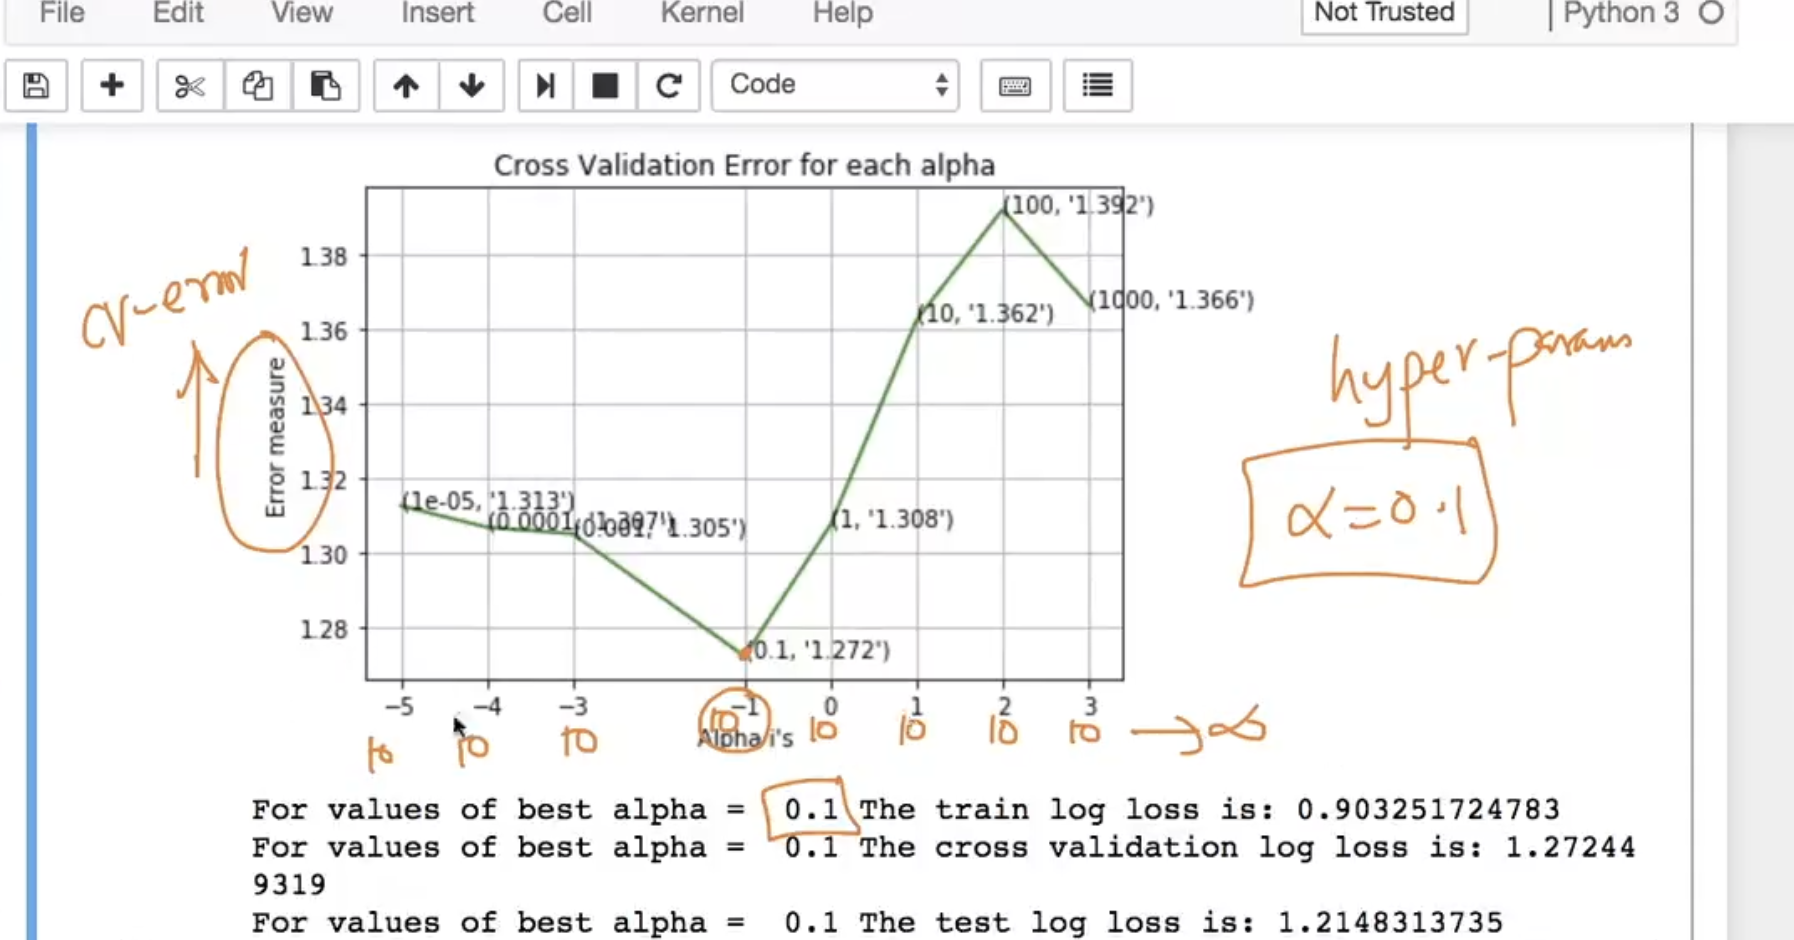 File Edit View Insert Cell Kernel Help Not Trusted | Python 3
Code
Cross Validation Error for each alpha
(100, '1.392')
1.38
cv-error
(1000, '1.366')
(10, '1.362')
1.36
hyper-params
Error measure
1.34
1.32
α=0.1
(1e-05, '1.313')
(0.0001, '1.307')
(0.001, '1.305')
(1, '1.308')
1.30
1.28
(0.1, '1.272')
−5 −4 −3 −1 0 1 2 3
10 10 10 10 10 10 10 10 → α
Alpha i's
For values of best alpha = 0.1 The train log loss is: 0.903251724783
For values of best alpha = 0.1 The cross validation log loss is: 1.27244
9319
For values of best alpha = 0.1 The test log loss is: 1.2148313735